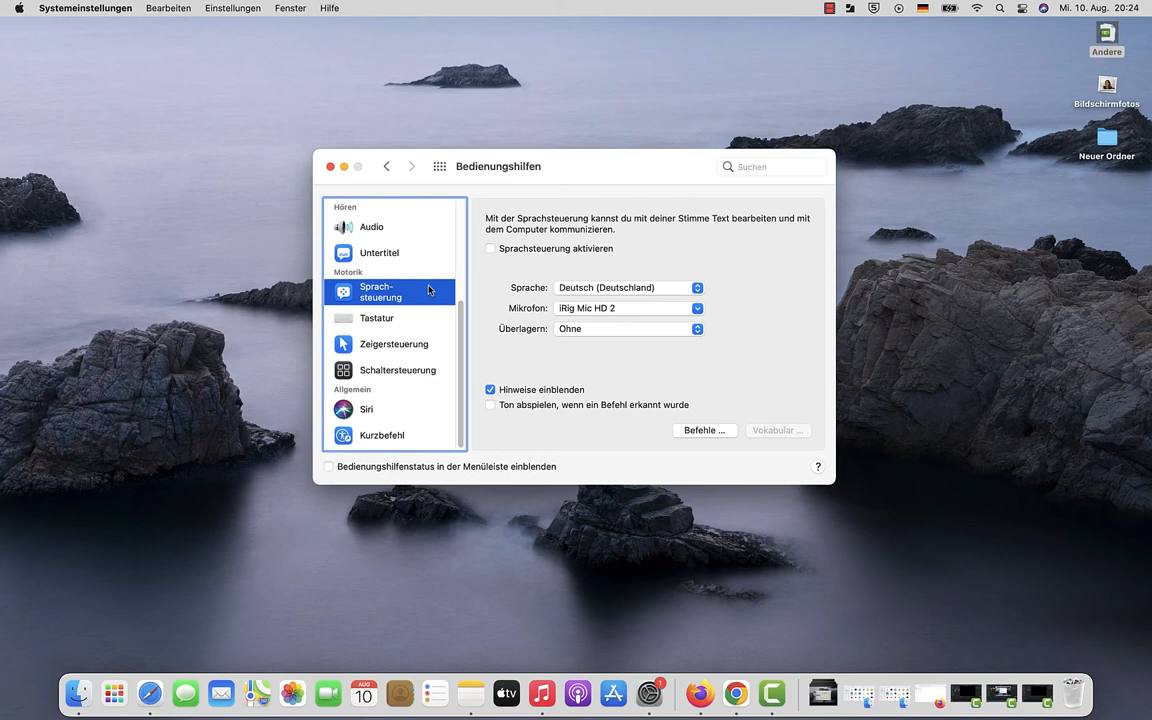 Systemeinstellungen Bearbeiten Einstellungen Fenster Hilfe Mi. 10. Aug. 20:24
Andere
Bildschirmfotos
Neuer Ordner
Bedienungshilfen
Suchen
Hören
Audio
Untertitel
Motorik
Sprach-
steuerung
Tastatur
Zeigersteuerung
Schaltersteuerung
Allgemein
Siri
Kurzbefehl
Mit der Sprachsteuerung kannst du mit deiner Stimme Text bearbeiten und mit
dem Computer kommunizieren.
Sprachsteuerung aktivieren
Sprache: Deutsch (Deutschland)
Mikrofon: iRig Mic HD 2
Überlagern: Ohne
Hinweise einblenden
Ton abspielen, wenn ein Befehl erkannt wurde
Befehle ... Vokabular ...
Bedienungshilfenstatus in der Menüleiste einblenden
?
AUG
10
tv
1